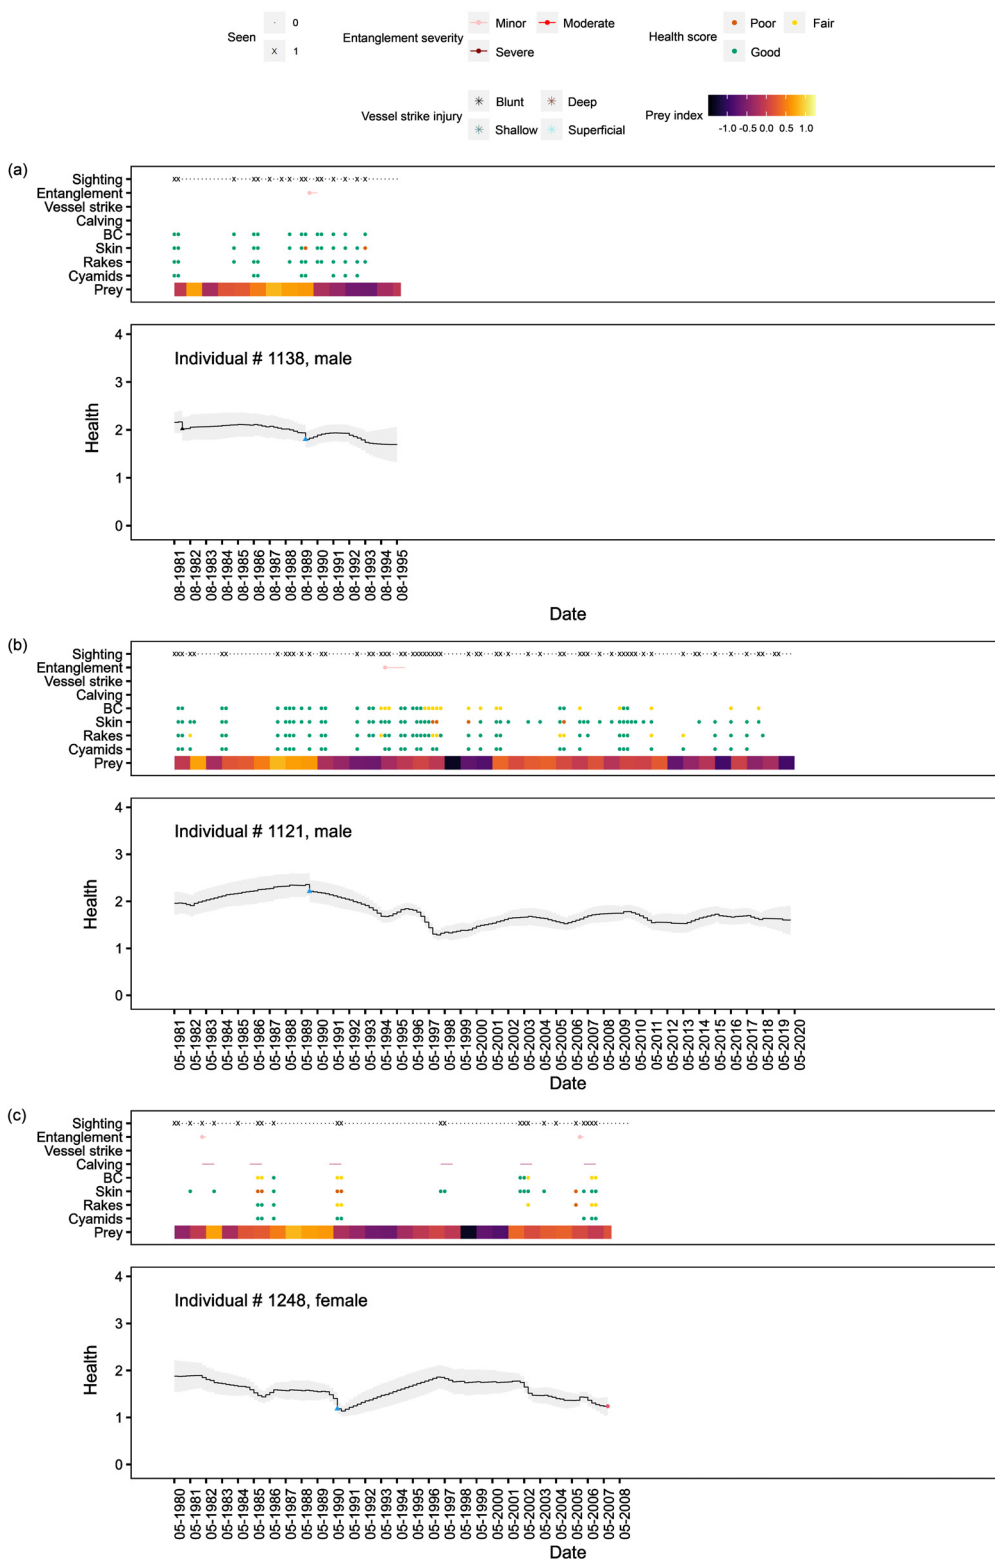 Seen
· 0
x 1
Entanglement severity
Minor
Moderate
Severe
Health score
Poor
Fair
Good
Vessel strike injury
Blunt
Deep
Shallow
Superficial
Prey index
-1.0 -0.5 0.0 0.5 1.0
(a)
Sighting
Entanglement
Vessel strike
Calving
BC
Skin
Rakes
Cyamids
Prey
Individual # 1138, male
Health
4
3
2
1
0
08-1981
08-1982
08-1983
08-1984
08-1985
08-1986
08-1987
08-1988
08-1989
08-1990
08-1991
08-1992
08-1993
08-1994
08-1995
Date
(b)
Sighting
Entanglement
Vessel strike
Calving
BC
Skin
Rakes
Cyamids
Prey
Individual # 1121, male
Health
4
3
2
1
0
05-1981
05-1982
05-1983
05-1984
05-1985
05-1986
05-1987
05-1988
05-1989
05-1990
05-1991
05-1992
05-1993
05-1994
05-1995
05-1996
05-1997
05-1998
05-1999
05-2000
05-2001
05-2002
05-2003
05-2004
05-2005
05-2006
05-2007
05-2008
05-2009
05-2010
05-2011
05-2012
05-2013
05-2014
05-2015
05-2016
05-2017
05-2018
05-2019
05-2020
Date
(c)
Sighting
Entanglement
Vessel strike
Calving
BC
Skin
Rakes
Cyamids
Prey
Individual # 1248, female
Health
4
3
2
1
0
05-1980
05-1981
05-1982
05-1983
05-1984
05-1985
05-1986
05-1987
05-1988
05-1989
05-1990
05-1991
05-1992
05-1993
05-1994
05-1995
05-1996
05-1997
05-1998
05-1999
05-2000
05-2001
05-2002
05-2003
05-2004
05-2005
05-2006
05-2007
05-2008
Date